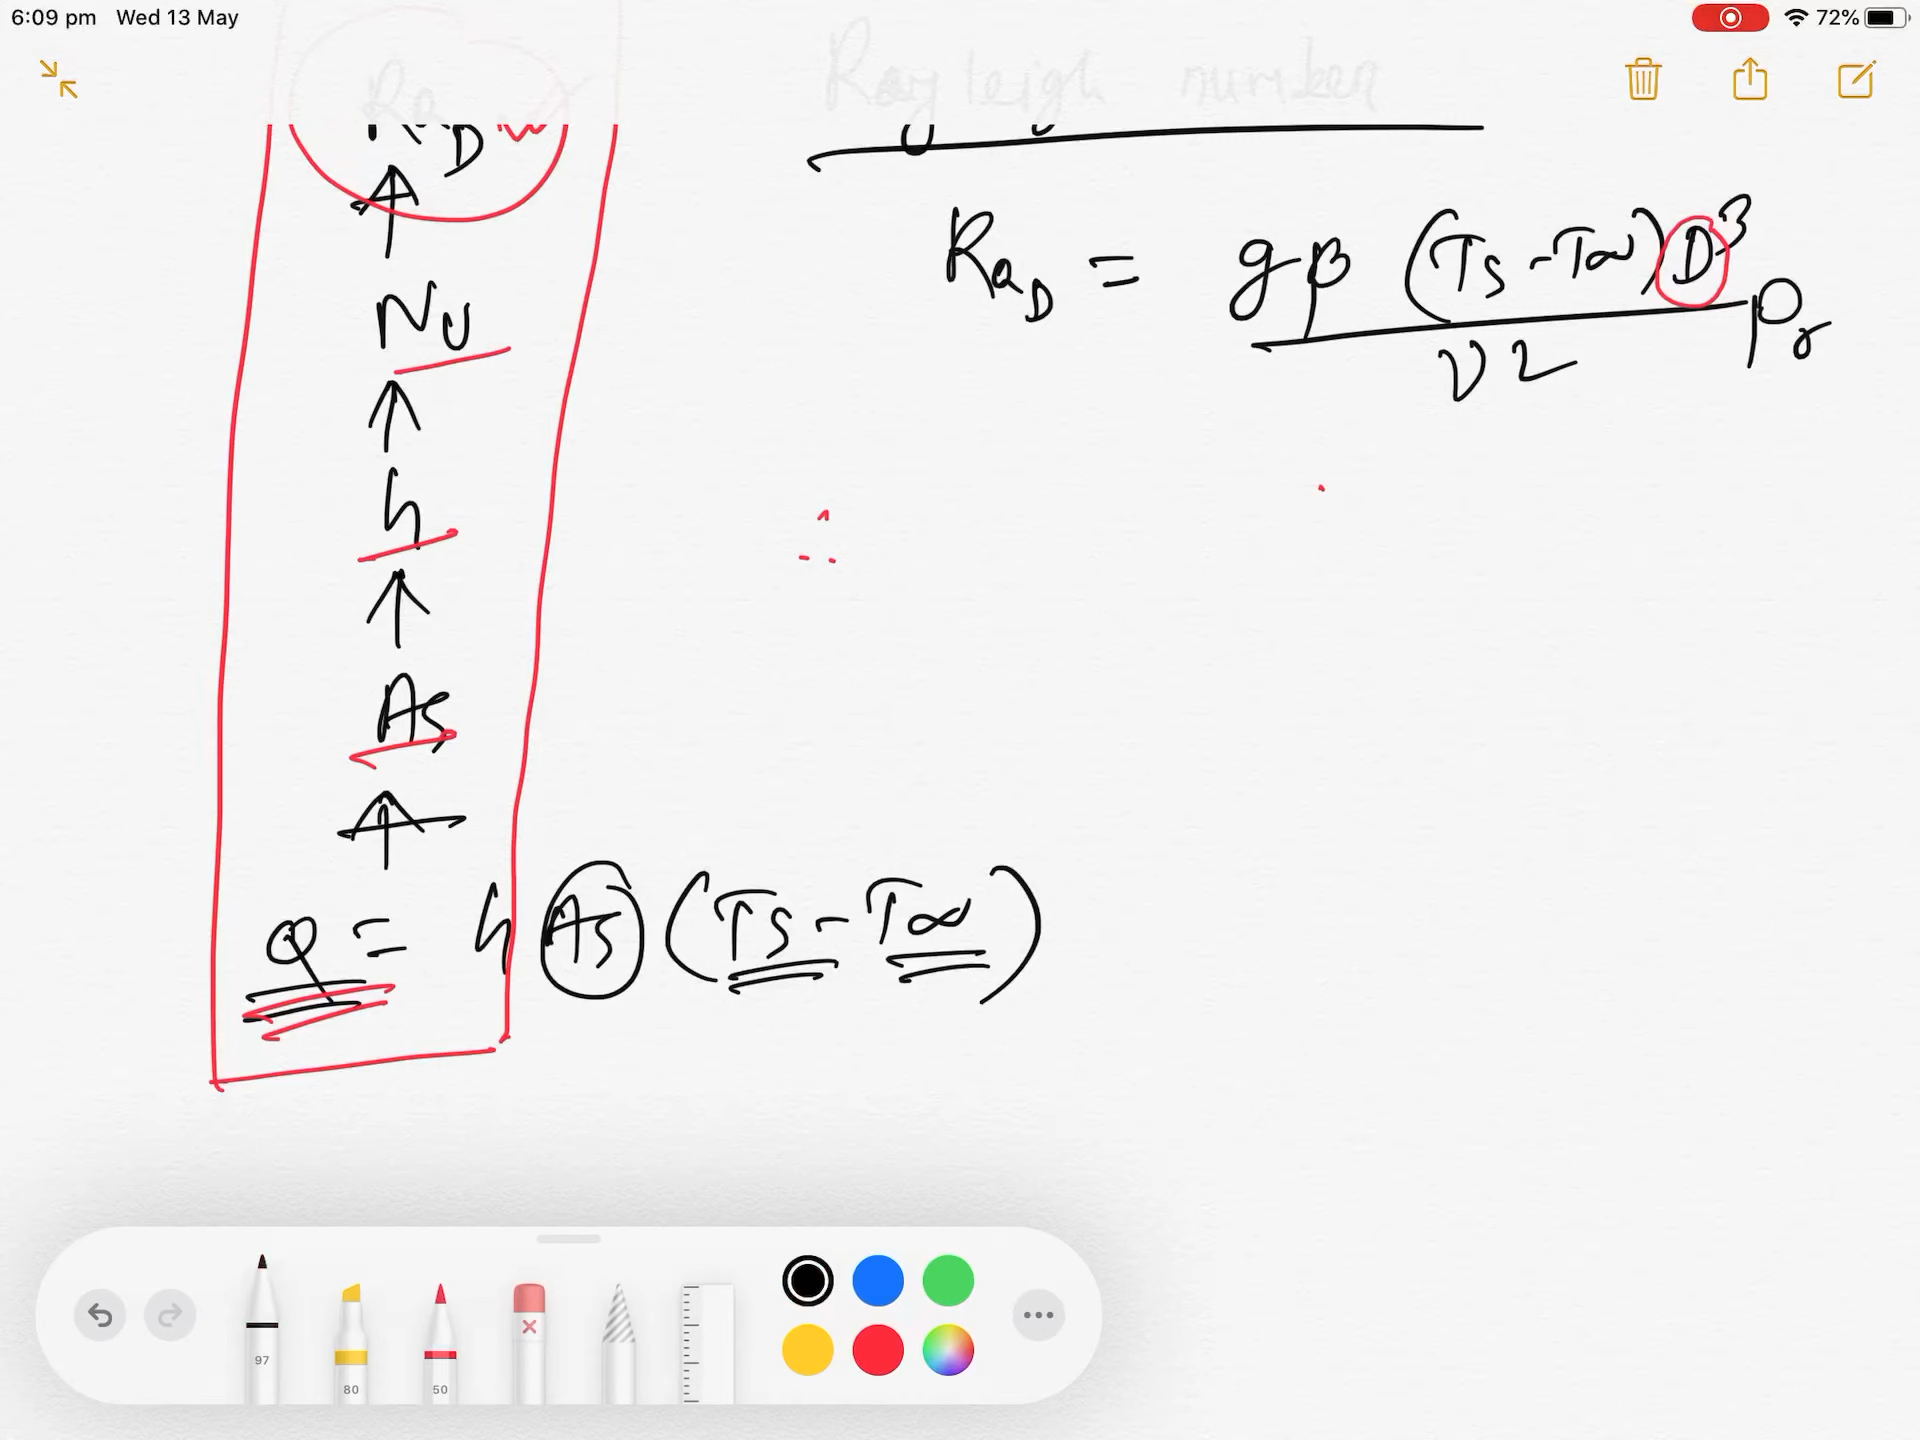 6:09 pm Wed 13 May
72%
Rayleigh number
Ra_D
Ra_D = gβ (Ts - T∞) D³ / ν² Pr
↑
Nu
↑
h
↑
As
↑
Q = h As (Ts - T∞)
97
80
50